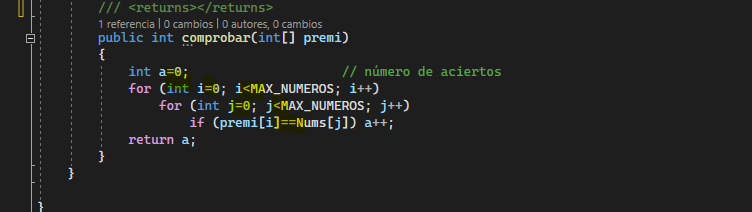 /// <returns></returns>
1 referencia | 0 cambios | 0 autores, 0 cambios
public int comprobar(int[] premi)
{
int a=0; // número de aciertos
for (int i=0; i<MAX_NUMEROS; i++)
for (int j=0; j<MAX_NUMEROS; j++)
if (premi[i]==Nums[j]) a++;
return a;
}
}
}